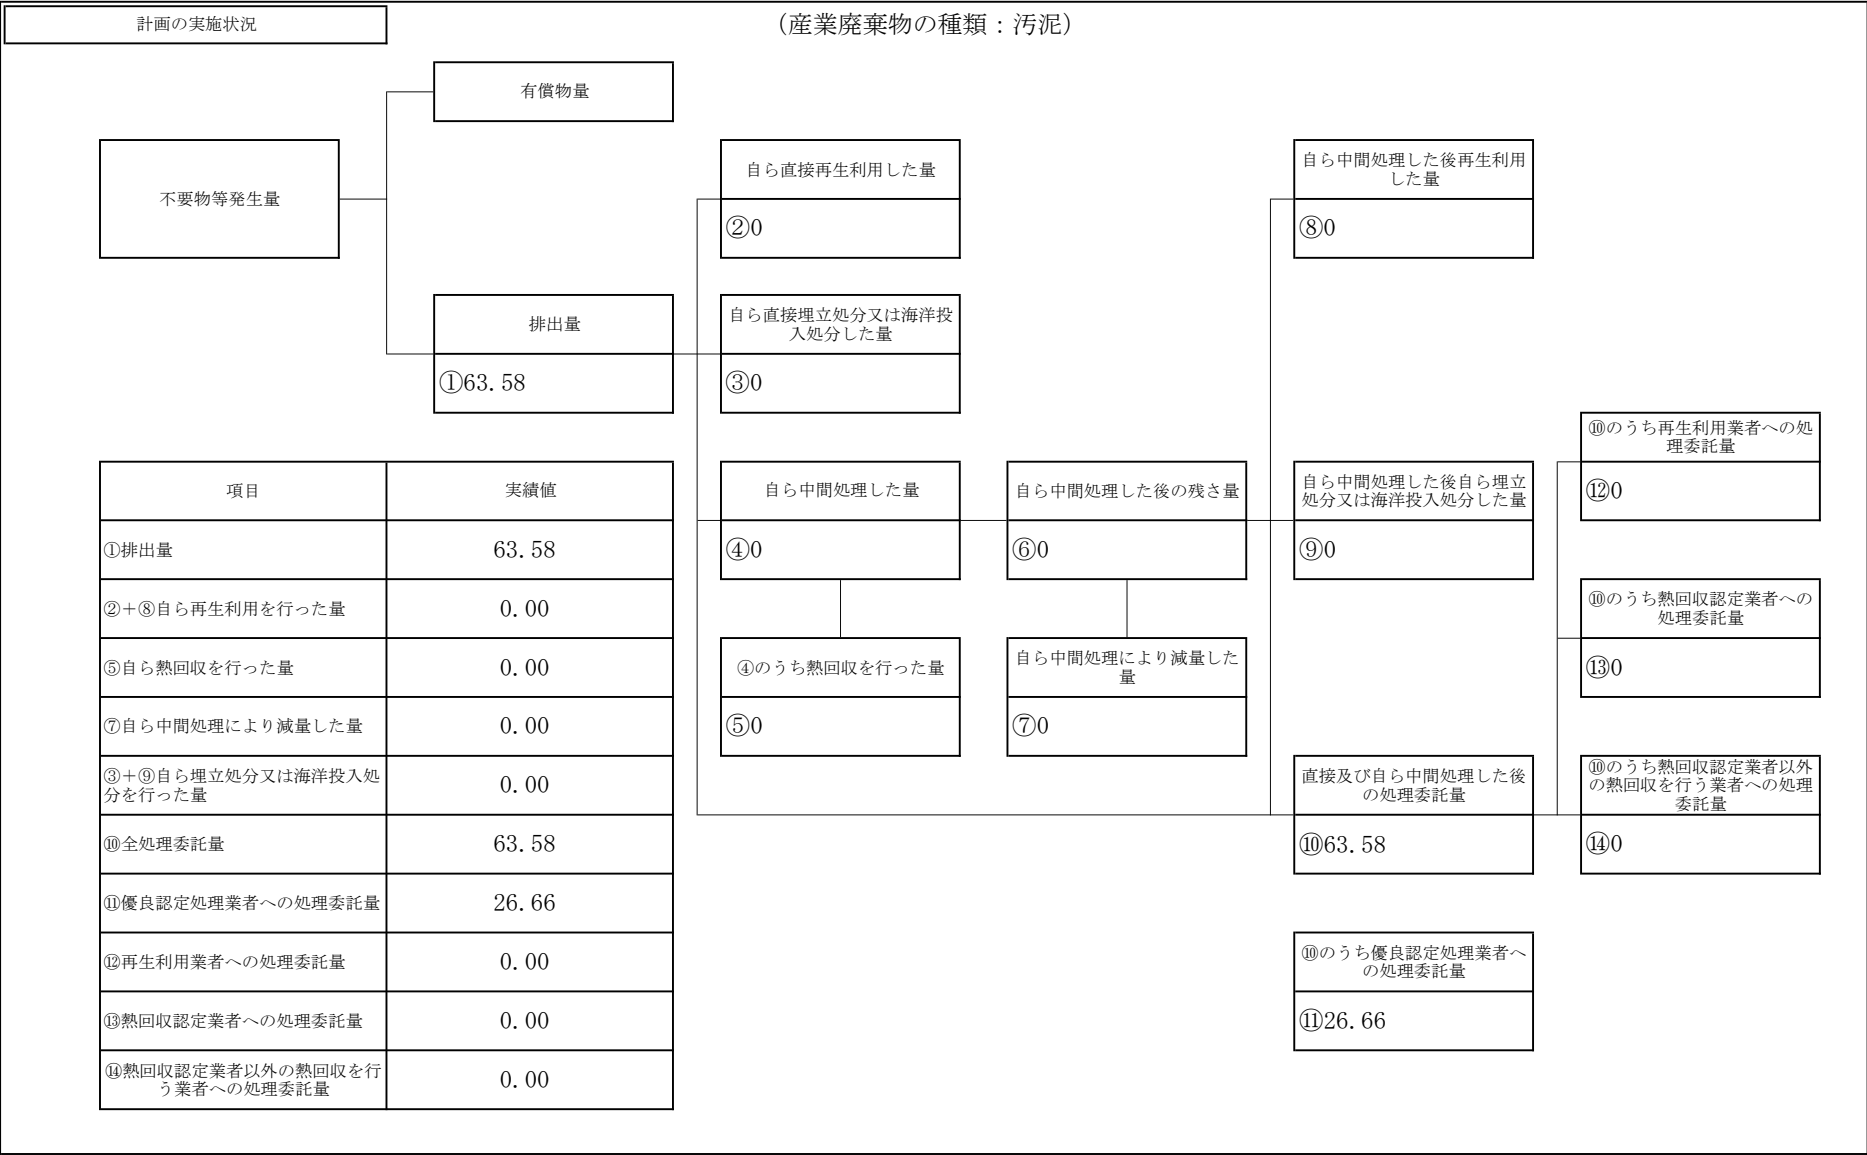 計画の実施状況
（産業廃棄物の種類：汚泥）
有償物量
不要物等発生量
自ら直接再生利用した量
②0
自ら中間処理した後再生利用
した量
⑧0
排出量
①63.58
自ら直接埋立処分又は海洋投
入処分した量
③0
項目
実績値
①排出量
63.58
②＋⑧自ら再生利用を行った量
0.00
⑤自ら熱回収を行った量
0.00
⑦自ら中間処理により減量した量
0.00
③＋⑨自ら埋立処分又は海洋投入処
分を行った量
0.00
⑩全処理委託量
63.58
⑪優良認定処理業者への処理委託量
26.66
⑫再生利用業者への処理委託量
0.00
⑬熱回収認定業者への処理委託量
0.00
⑭熱回収認定業者以外の熱回収を行
う業者への処理委託量
0.00
自ら中間処理した量
④0
④のうち熱回収を行った量
⑤0
自ら中間処理した後の残さ量
⑥0
自ら中間処理により減量した
量
⑦0
自ら中間処理した後自ら埋立
処分又は海洋投入処分した量
⑨0
直接及び自ら中間処理した後
の処理委託量
⑩63.58
⑩のうち優良認定処理業者へ
の処理委託量
⑪26.66
⑩のうち再生利用業者への処
理委託量
⑫0
⑩のうち熱回収認定業者への
処理委託量
⑬0
⑩のうち熱回収認定業者以外
の熱回収を行う業者への処理
委託量
⑭0